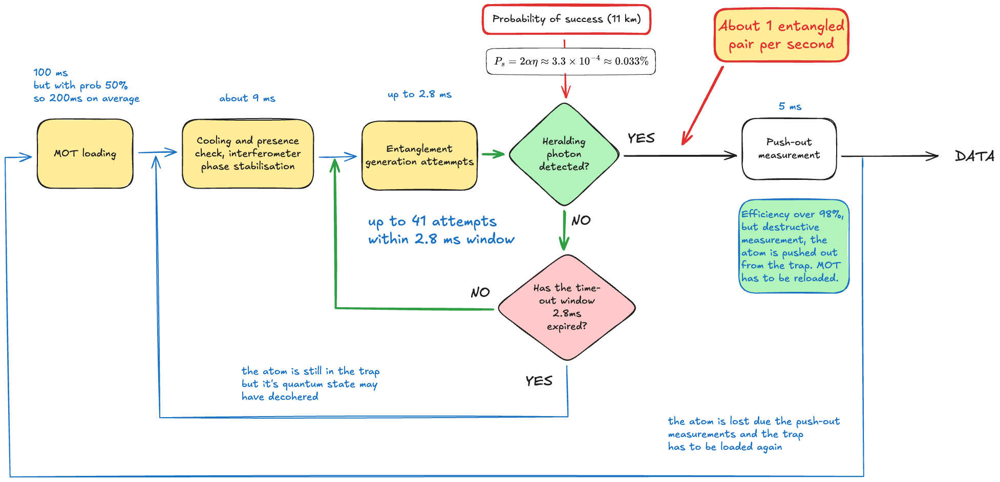 Probability of success (11 km)
About 1 entangled
pair per second
P_s = 2αη ≈ 3.3 × 10^{-4} ≈ 0.033%
100 ms
but with prob 50%
so 200ms on average
about 9 ms
up to 2.8 ms
5 ms
MOT loading
Cooling and presence
check, interferometer
phase stabilisation
Entanglement
generation attemmpts
Heralding
photon
detected?
YES
Push-out
measurement
DATA
up to 41 attempts
within 2.8 ms window
NO
Efficiency over 98%,
but destructive
measurement, the
atom is pushed out
from the trap. MOT
has to be reloaded.
NO
Has the time-
out window
2.8ms
expired?
the atom is still in the trap
but it's quantum state may
have decohered
YES
the atom is lost due the push-out
measurements and the trap
has to be loaded again